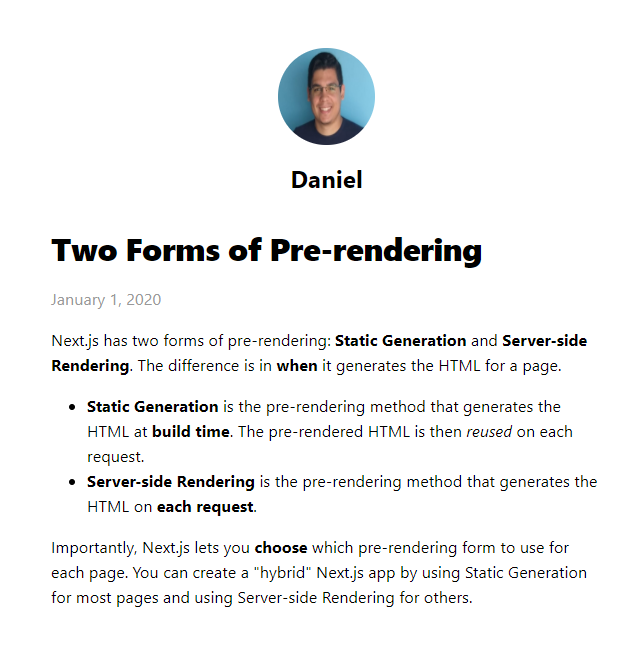 Daniel
Two Forms of Pre-rendering
January 1, 2020
Next.js has two forms of pre-rendering: Static Generation and Server-side
Rendering. The difference is in when it generates the HTML for a page.
• Static Generation is the pre-rendering method that generates the
HTML at build time. The pre-rendered HTML is then reused on each
request.
• Server-side Rendering is the pre-rendering method that generates the
HTML on each request.
Importantly, Next.js lets you choose which pre-rendering form to use for
each page. You can create a "hybrid" Next.js app by using Static Generation
for most pages and using Server-side Rendering for others.